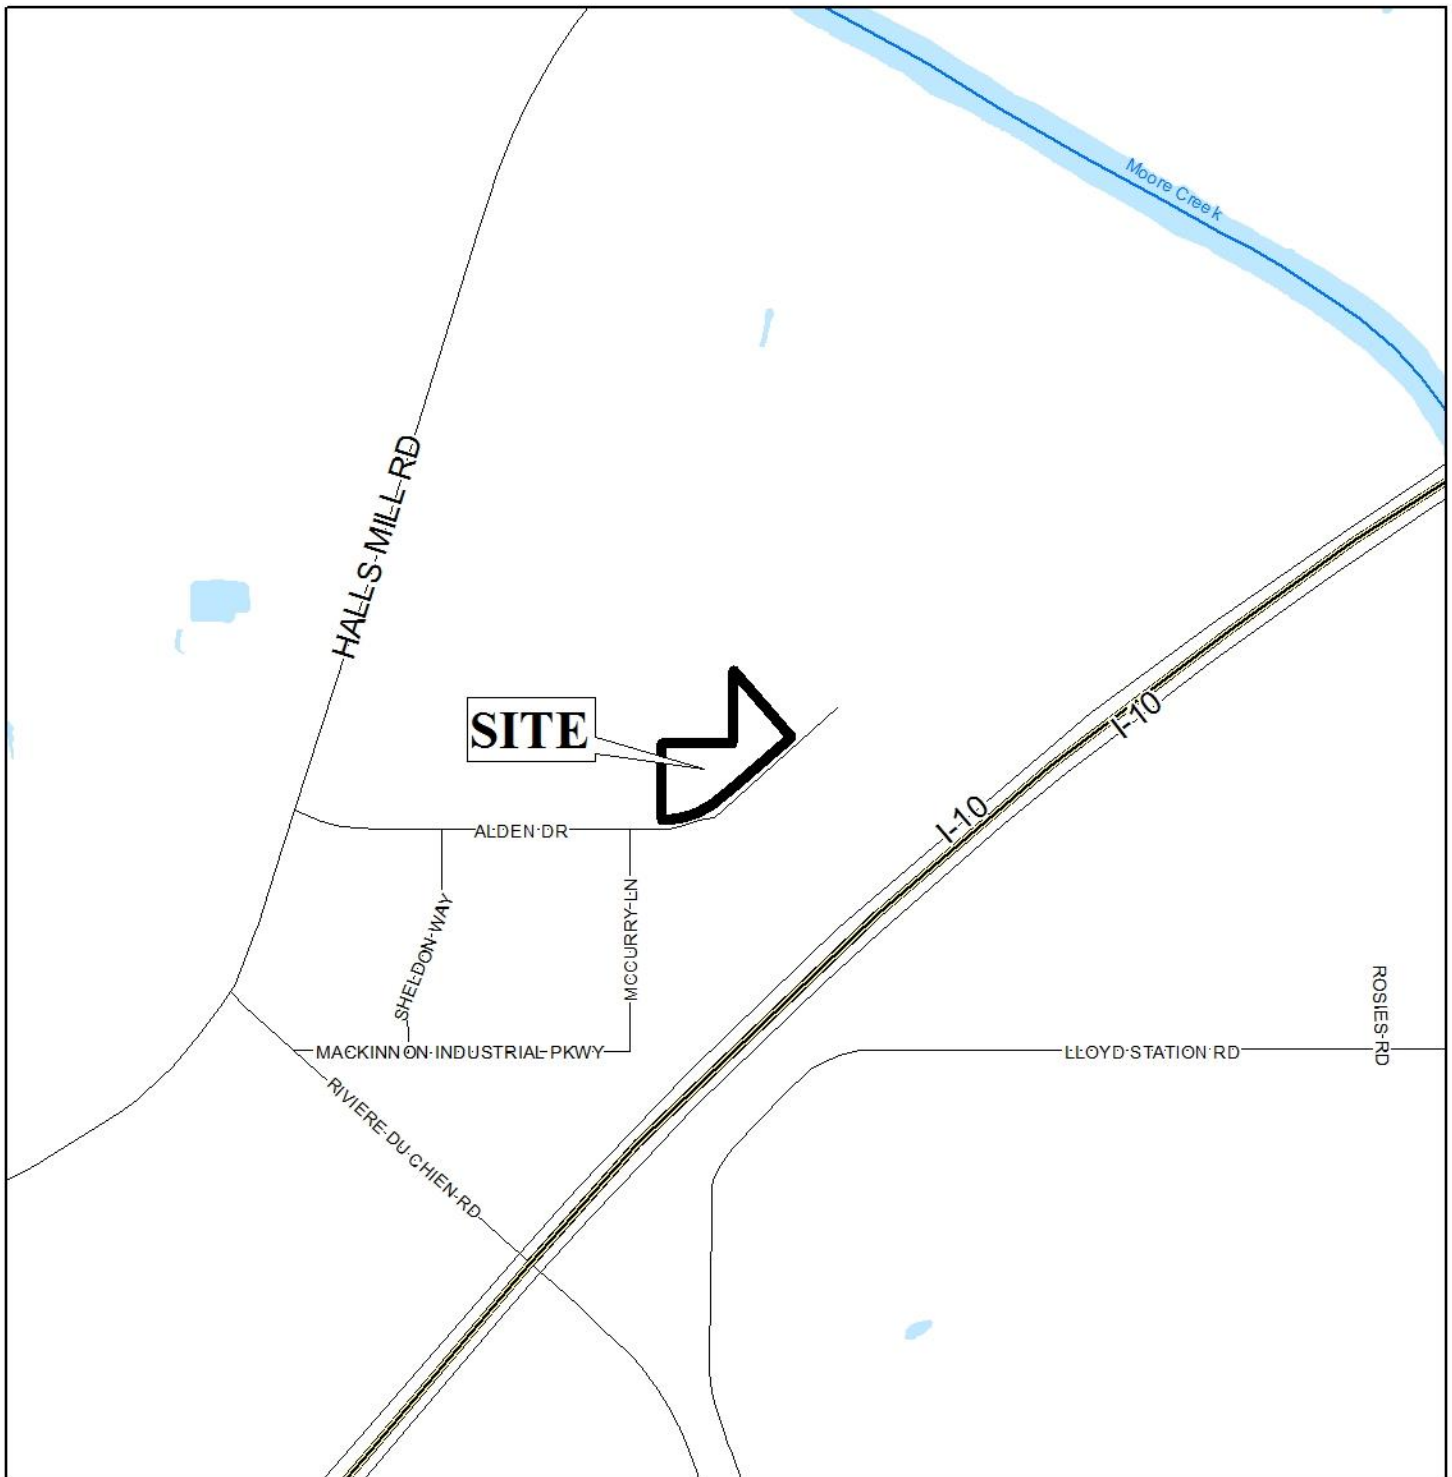 Moore Creek
HALLS MILL RD
SITE
I-10
I-10
ALDEN DR
SHELDON WAY
MCCURRY LN
ROSIES RD
MACKINNON INDUSTRIAL PKWY
LLOYD STATION RD
RIVIERE DU CHIEN RD